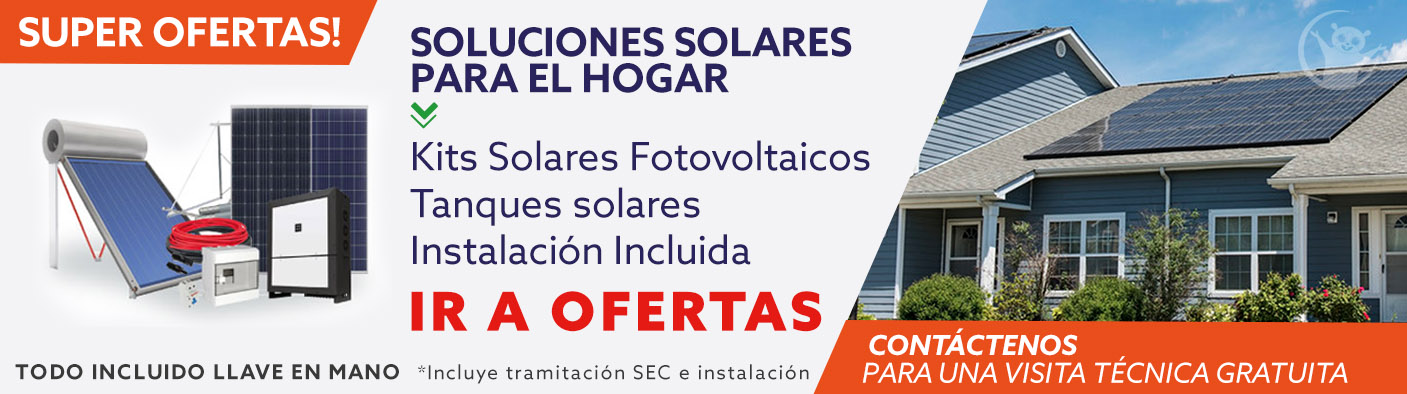 SUPER OFERTAS!
SOLUCIONES SOLARES
PARA EL HOGAR
Kits Solares Fotovoltaicos
Tanques solares
Instalación Incluida
IR A OFERTAS
TODO INCLUIDO LLAVE EN MANO
*Incluye tramitación SEC e instalación
CONTÁCTENOS
PARA UNA VISITA TÉCNICA GRATUITA